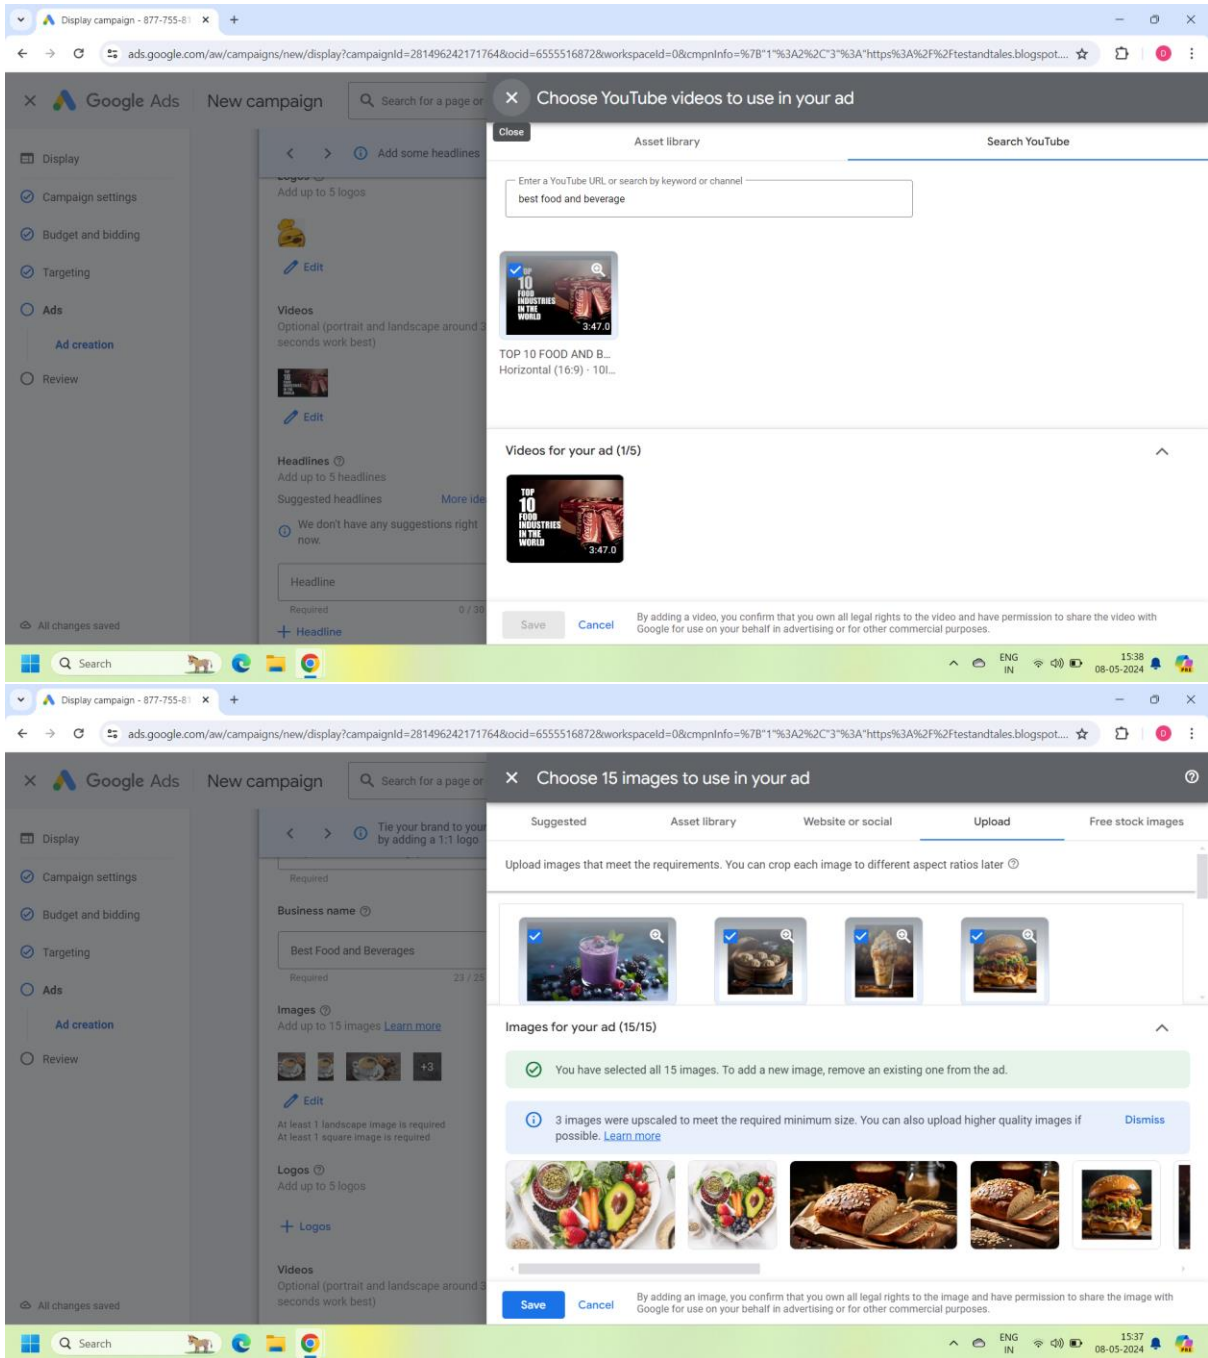 Display campaign - 877-755-81
ads.google.com/aw/campaigns/new/display?campaignId=281496242171764&ocid=6555516872&workspaceId=0&cmpnInfo=%7B"1"%3A2%2C"3"%3A"https%3A%2F%2Ftestandtales.blogspot....
D
Google Ads
New campaign
Search for a page or
Choose YouTube videos to use in your ad
Close
Asset library
Search YouTube
Display
Campaign settings
Budget and bidding
Targeting
Ads
Ad creation
Review
All changes saved
Add some headlines
Logos
Add up to 5 logos
Edit
Videos
Optional (portrait and landscape around 3
seconds work best)
Edit
Headlines
Add up to 5 headlines
Suggested headlines More ide
We don't have any suggestions right
now.
Headline
Required 0 / 30
+ Headline
Enter a YouTube URL or search by keyword or channel
best food and beverage
TOP
10
FOOD
INDUSTRIES
IN THE
WORLD
3:47.0
TOP 10 FOOD AND B...
Horizontal (16:9) · 10l...
Videos for your ad (1/5)
TOP
10
FOOD
INDUSTRIES
IN THE
WORLD
3:47.0
Save
Cancel
By adding a video, you confirm that you own all legal rights to the video and have permission to share the video with
Google for use on your behalf in advertising or for other commercial purposes.
Search
ENG
IN
15:38
08-05-2024
Display campaign - 877-755-81
ads.google.com/aw/campaigns/new/display?campaignId=281496242171764&ocid=6555516872&workspaceId=0&cmpnInfo=%7B"1"%3A2%2C"3"%3A"https%3A%2F%2Ftestandtales.blogspot....
D
Google Ads
New campaign
Search for a page or
Choose 15 images to use in your ad
Suggested
Asset library
Website or social
Upload
Free stock images
Display
Campaign settings
Budget and bidding
Targeting
Ads
Ad creation
Review
All changes saved
Tie your brand to your
by adding a 1:1 logo
Required
Business name
Best Food and Beverages
Required 23 / 25
Images
Add up to 15 images Learn more
+3
Edit
At least 1 landscape image is required
At least 1 square image is required
Logos
Add up to 5 logos
+ Logos
Videos
Optional (portrait and landscape around 3
seconds work best)
Upload images that meet the requirements. You can crop each image to different aspect ratios later
Images for your ad (15/15)
You have selected all 15 images. To add a new image, remove an existing one from the ad.
3 images were upscaled to meet the required minimum size. You can also upload higher quality images if
possible. Learn more
Dismiss
Save
Cancel
By adding an image, you confirm that you own all legal rights to the image and have permission to share the image with
Google for use on your behalf in advertising or for other commercial purposes.
Search
ENG
IN
15:37
08-05-2024